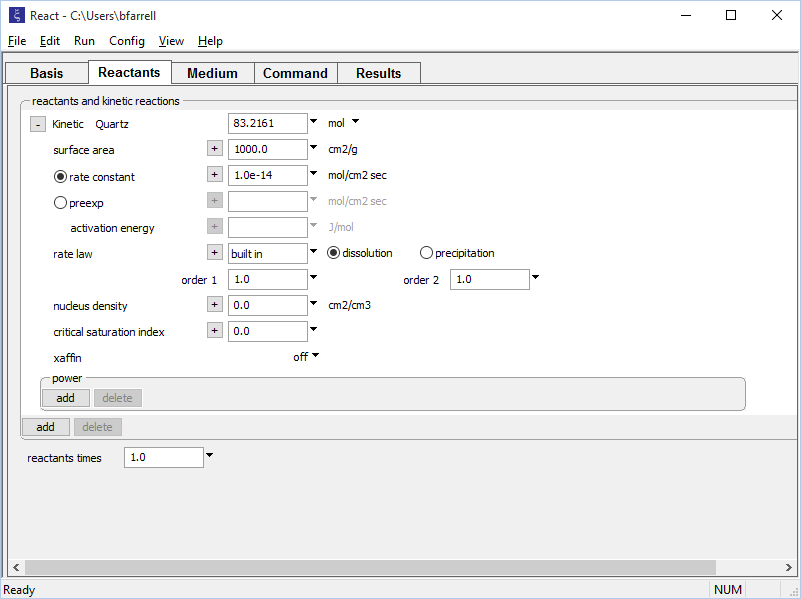 React - C:\Users\bfarrell
File Edit Run Config View Help
Basis Reactants Medium Command Results
reactants and kinetic reactions
- Kinetic Quartz 83.2161 mol
surface area + 1000.0 cm2/g
rate constant + 1.0e-14 mol/cm2 sec
preexp + mol/cm2 sec
activation energy + J/mol
rate law + built in dissolution precipitation
order 1 1.0 order 2 1.0
nucleus density + 0.0 cm2/cm3
critical saturation index + 0.0
xaffin off
power
add delete
add delete
reactants times 1.0
Ready NUM